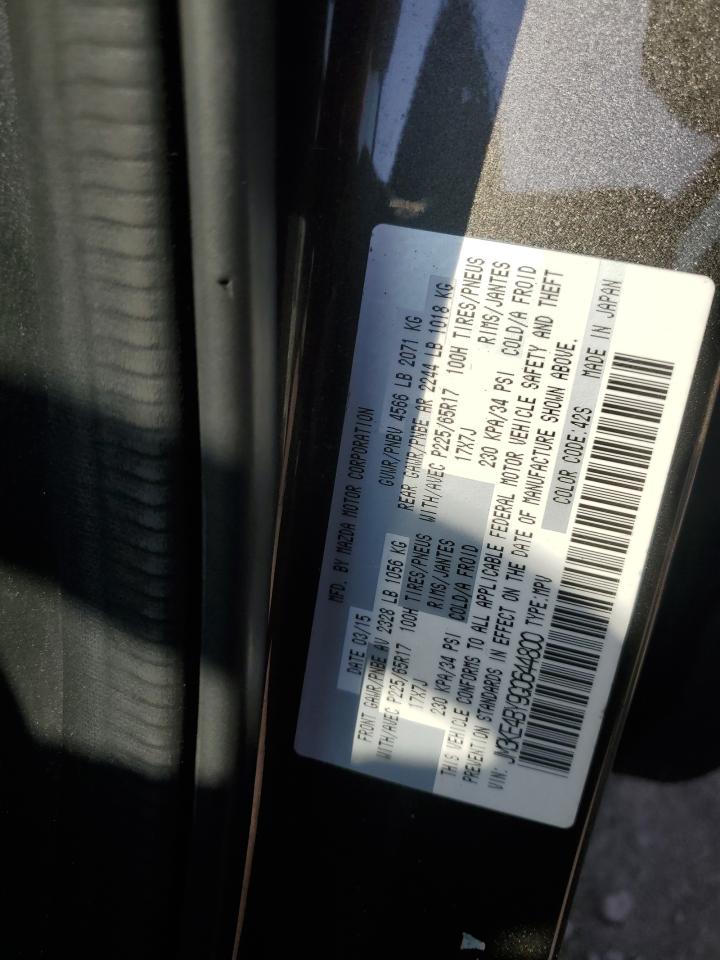 MFD. BY MAZDA MOTOR CORPORATION
DATE 03/15 GVWR/PNBV 4566 LB 2071 KG
FRONT GAWR/PNBE AV 2328 LB 1056 KG REAR GAWR/PNBE AR 2244 LB 1018 KG
WITH/AVEC P225/65R17 100H TIRES/PNEUS WITH/AVEC P225/65R17 100H TIRES/PNEUS
17X7J RIMS/JANTES 17X7J RIMS/JANTES
230 KPA/34 PSI COLD/A FROID 230 KPA/34 PSI COLD/A FROID
THIS VEHICLE CONFORMS TO ALL APPLICABLE FEDERAL MOTOR VEHICLE SAFETY AND THEFT
PREVENTION STANDARDS IN EFFECT ON THE DATE OF MANUFACTURE SHOWN ABOVE.
VIN: JM3KE4BY9G0644800 TYPE:MPV COLOR CODE:42S MADE IN JAPAN